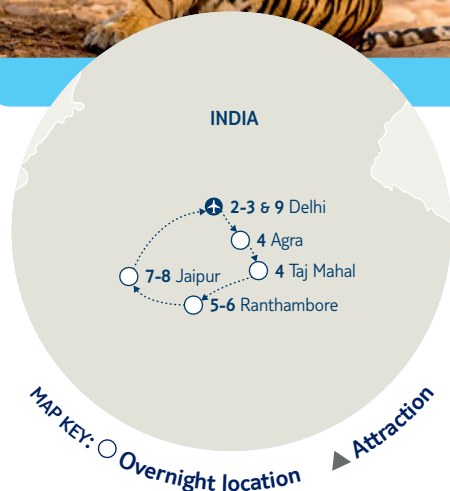 INDIA
2-3 & 9 Delhi
4 Agra
4 Taj Mahal
7-8 Jaipur
5-6 Ranthambore
MAP KEY: Overnight location Attraction